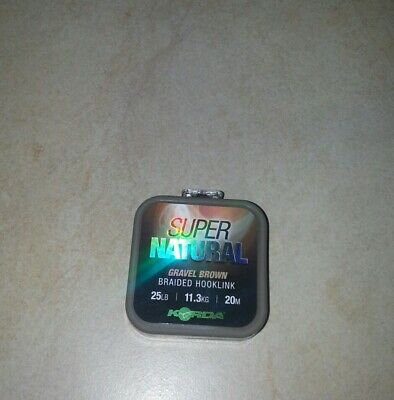 SUPER
NATURAL
GRAVEL BROWN
BRAIDED HOOKLINK
25LB | 11.3KG | 20M
KORDA